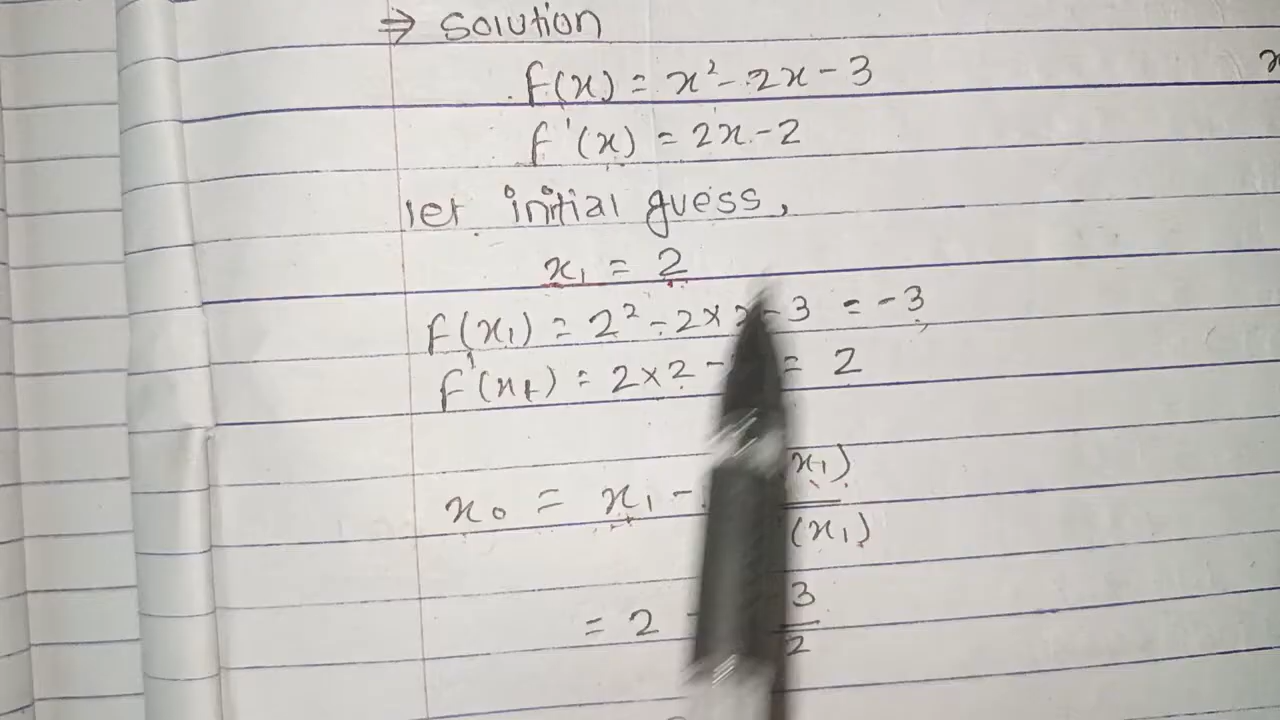 ⇒ Solution
f(x) = x² - 2x - 3
f'(x) = 2x - 2
let initial guess,
x₁ = 2
f(x₁) = 2² - 2 × - 3 = -3
f'(x₁) = 2 × 2 - = 2
x₀ = x₁ - (x₁)
(x₁)
= 2 3
2